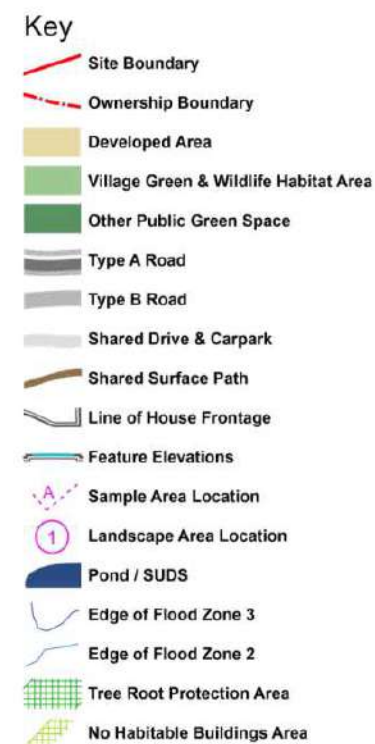 Key
Site Boundary
Ownership Boundary
Developed Area
Village Green & Wildlife Habitat Area
Other Public Green Space
Type A Road
Type B Road
Shared Drive & Carpark
Shared Surface Path
Line of House Frontage
Feature Elevations
A Sample Area Location
1 Landscape Area Location
Pond / SUDS
Edge of Flood Zone 3
Edge of Flood Zone 2
Tree Root Protection Area
No Habitable Buildings Area